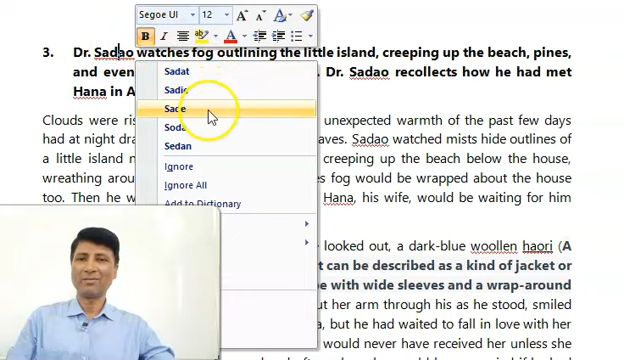 Segoe UI 12
B I
3. Dr. Sadao watches fog outlining the little island, creeping up the beach, pines,
and even Dr. Sadao recollects how he had met
Hana in A
Sadat
Sadic
Sade
Soda
Sedan
Ignore
Ignore All
Add to Dictionary
Clouds were ris unexpected warmth of the past few days
had at night dra aves. Sadao watched mists hide outlines of
a little island n creeping up the beach below the house,
wreathing arou es fog would be wrapped about the house
too. Then he w Hana, his wife, would be waiting for him
looked out, a dark-blue woollen haori (A
t can be described as a kind of jacket or
e with wide sleeves and a wrap-around
ut her arm through his as he stood, smiled
, but he had waited to fall in love with her
would never have received her unless she